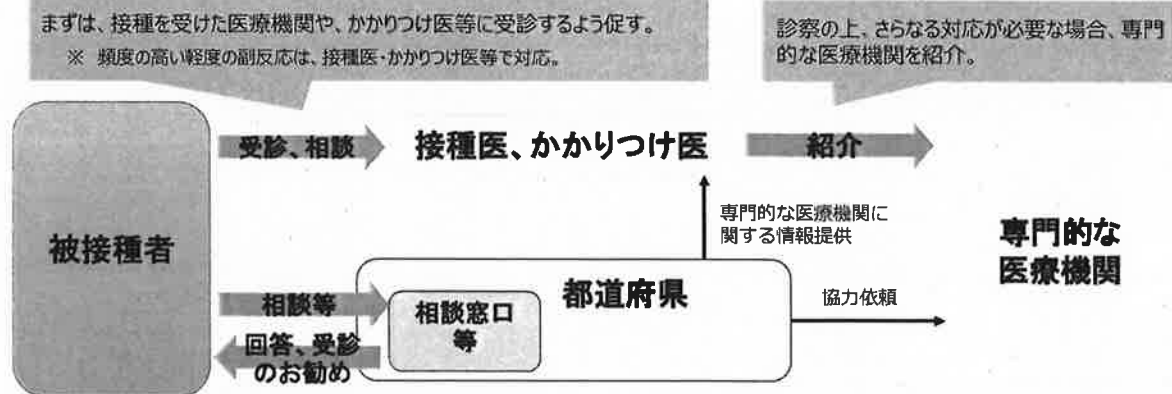 まずは、接種を受けた医療機関や、かかりつけ医等に受診するよう促す。
※ 頻度の高い軽度の副反応は、接種医・かかりつけ医等で対応。
診察の上、さらなる対応が必要な場合、専門
的な医療機関を紹介。
受診、相談
接種医、かかりつけ医
紹介
被接種者
専門的な医療機関に
関する情報提供
専門的な
医療機関
都道府県
相談等
相談窓口
等
協力依頼
回答、受診
のお勧め